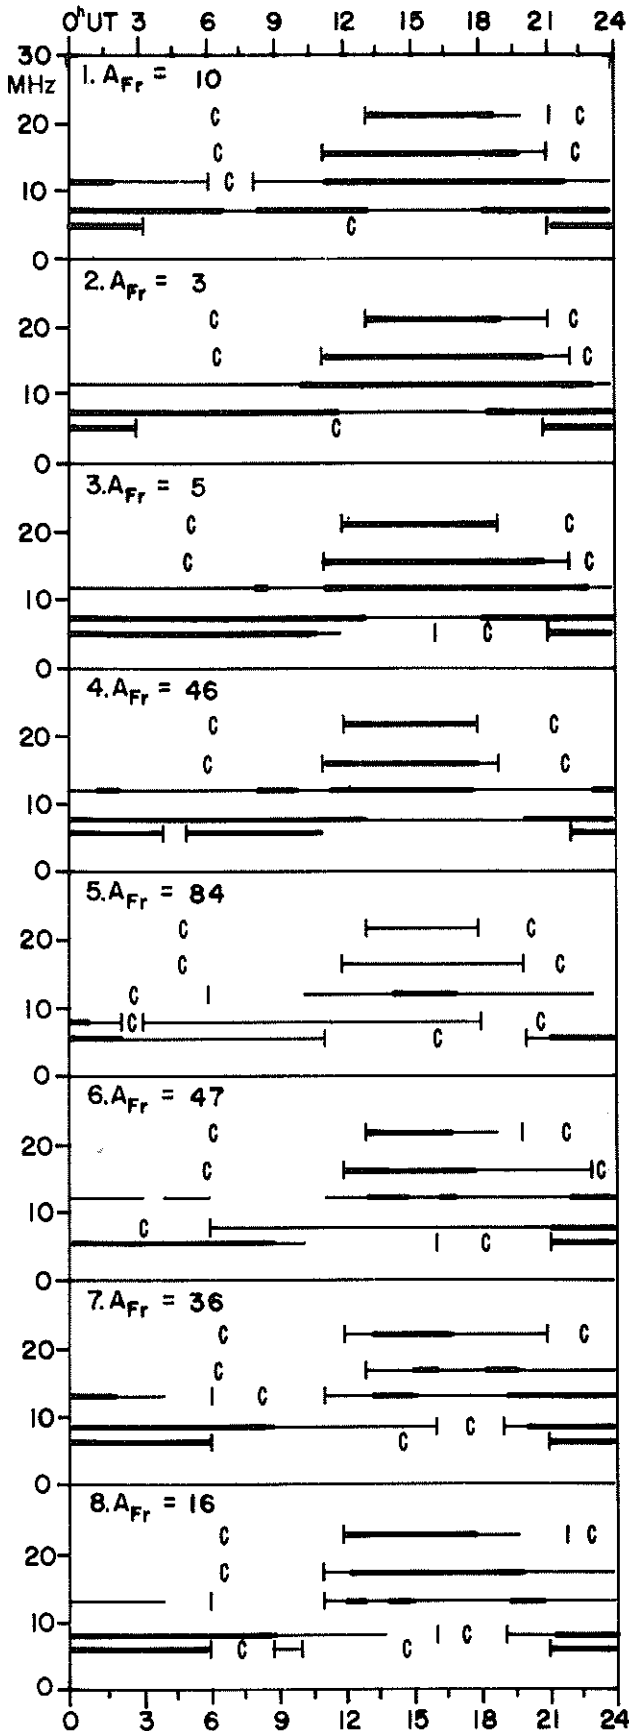 0ʰUT 3 6 9 12 15 18 21 24
30
MHz
1. A_Fr = 10
C I C
20
C C
C
10
C
0
2. A_Fr = 3
C C
20
C C
10
C
0
3. A_Fr = 5
C C
20
C C
10
I C
0
4. A_Fr = 46
C C
20
C C
10
0
5. A_Fr = 84
C C
20
C C
C I
10
C C
C
0
6. A_Fr = 47
C I C
20
C C
10
C
I C
0
7. A_Fr = 36
C C
20
C
I C
10
C
C
0
8. A_Fr = 16
C I C
20
C
I
10
I C
C C
0
0 3 6 9 12 15 18 21 24